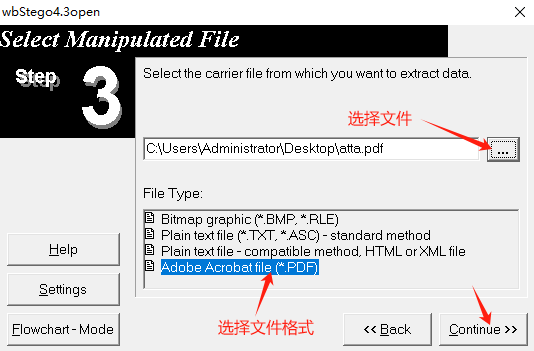 wbStego4.3open
Select Manipulated File
Step 3
Select the carrier file from which you want to extract data.
选择文件
C:\Users\Administrator\Desktop\atta.pdf
...
File Type:
Bitmap graphic (*.BMP, *.RLE)
Plain text file (*.TXT, *.ASC) - standard method
Plain text file - compatible method, HTML or XML file
Adobe Acrobat file (*.PDF)
选择文件格式
Help
Settings
Flowchart - Mode
<< Back
Continue >>